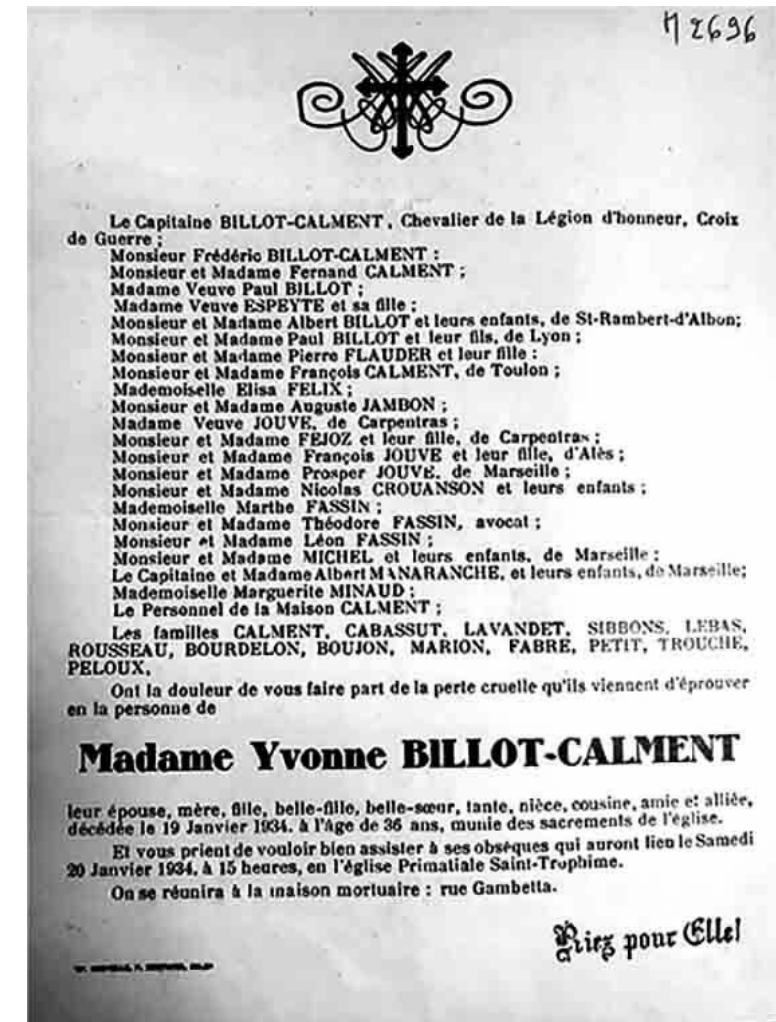 M 2696
Le Capitaine BILLOT-CALMENT, Chevalier de la Légion d'honneur, Croix
de Guerre ;
Monsieur Frédéric BILLOT-CALMENT :
Monsieur et Madame Fernand CALMENT ;
Madame Veuve Paul BILLOT ;
Madame Veuve ESPEYTE et sa fille ;
Monsieur et Madame Albert BILLOT et leurs enfants, de St-Rambert-d'Albon;
Monsieur et Madame Paul BILLOT et leur fils, de Lyon ;
Monsieur et Madame Pierre FLAUDER et leur fille :
Monsieur et Madame François CALMENT, de Toulon ;
Mademoiselle Elisa FELIX ;
Monsieur et Madame Auguste JAMBON ;
Madame Veuve JOUVE, de Carpentras ;
Monsieur et Madame FEJOZ et leur fille, de Carpentras ;
Monsieur et Madame François JOUVE et leur fille, d'Alès ;
Monsieur et Madame Prosper JOUVE, de Marseille ;
Monsieur et Madame Nicolas CROUANSON et leurs enfants ;
Mademoiselle Marthe FASSIN ;
Monsieur et Madame Théodore FASSIN, avocat ;
Monsieur et Madame Léon FASSIN ;
Monsieur et Madame MICHEL et leurs enfants, de Marseille ;
Le Capitaine et Madame Albert MANARANCHE, et leurs enfants, de Marseille;
Mademoiselle Marguerite MINAUD ;
Le Personnel de la Maison CALMENT ;
Les familles CALMENT, CABASSUT, LAVANDET, SIBBONS, LEBAS,
ROUSSEAU, BOURDELON, BOUJON, MARION, FABRE, PETIT, TROUCHE,
PELOUX,
Ont la douleur de vous faire part de la perte cruelle qu'ils viennent d'éprouver
en la personne de
Madame Yvonne BILLOT-CALMENT
leur épouse, mère, fille, belle-fille, belle-sœur, tante, nièce, cousine, amie et alliée,
décédée le 19 Janvier 1934, à l'âge de 36 ans, munie des sacrements de l'église.
Et vous prient de vouloir bien assister à ses obsèques qui auront lieu le Samedi
20 Janvier 1934, à 15 heures, en l'église Primatiale Saint-Trophime.
On se réunira à la maison mortuaire : rue Gambetta.
Priez pour Elle!